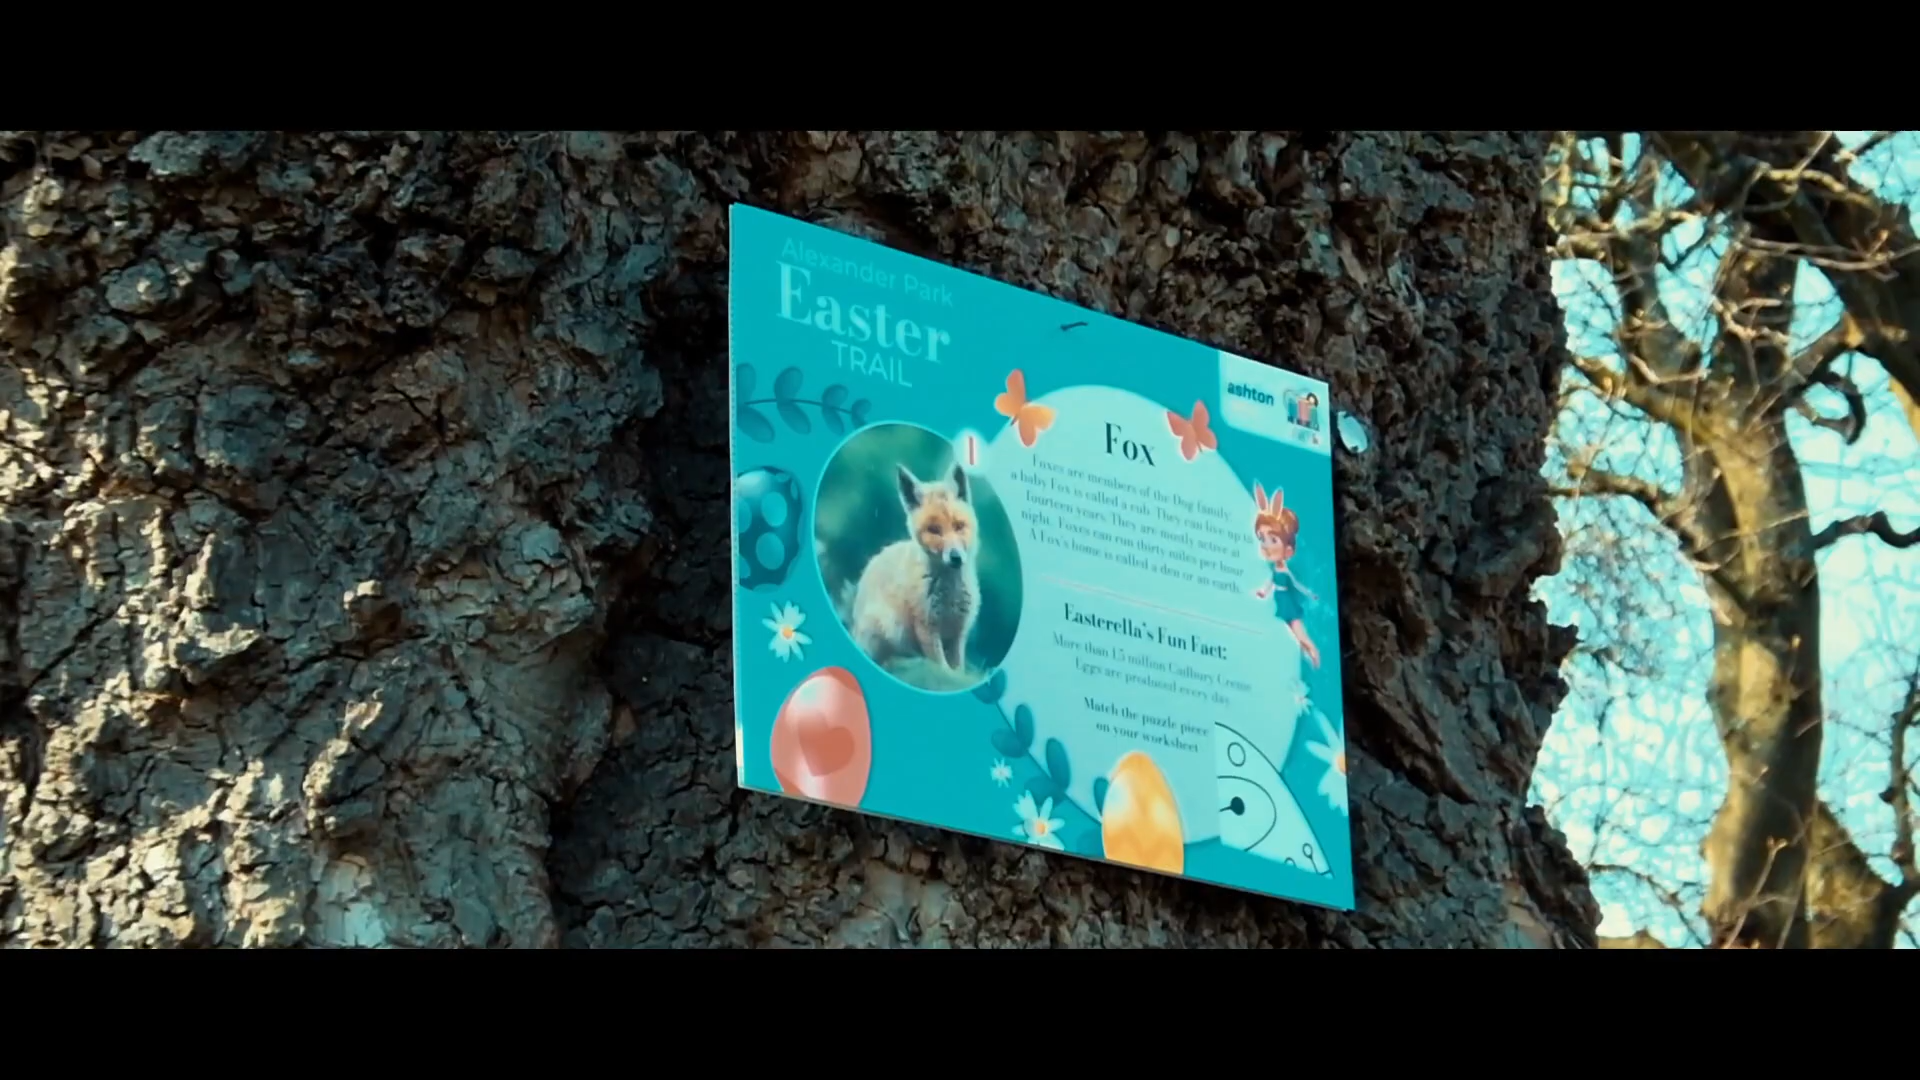 Alexander Park
Easter
TRAIL
ashton
1
Fox
Foxes are members of the Dog family,
a baby Fox is called a cub. They can live up to
fourteen years. They are mostly active at
night. Foxes can run thirty miles per hour
A Fox's home is called a den or an earth.
Easterella's Fun Fact:
More than 1.5 million Cadbury Creme
Eggs are produced every day
Match the puzzle piece
on your worksheet